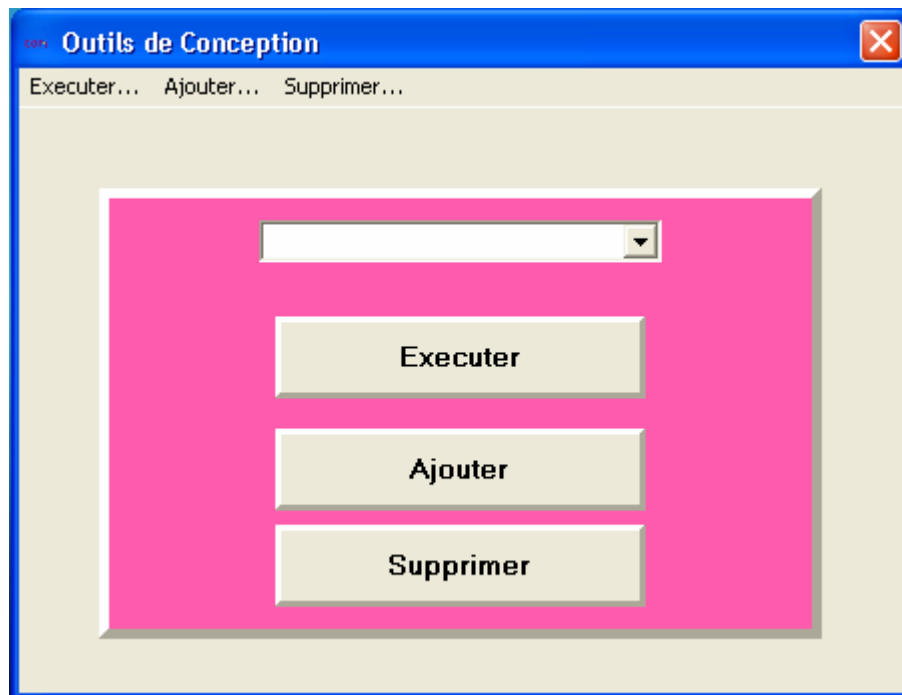 Outils de Conception
Executer... Ajouter... Supprimer...
Executer
Ajouter
Supprimer